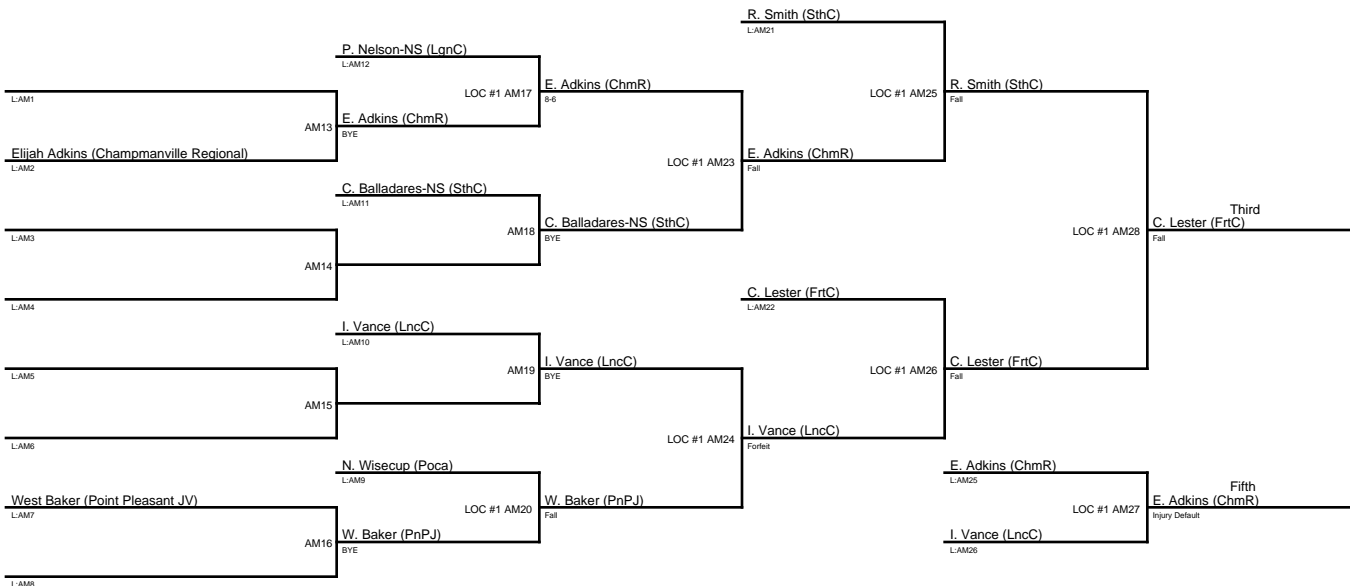 R. Smith (SthC)
L:AM21
P. Nelson-NS (LgnC)
L:AM12
LOC #1 AM17
E. Adkins (ChmR)
8-6
LOC #1 AM25
R. Smith (SthC)
Fall
L:AM1
AM13
E. Adkins (ChmR)
BYE
Elijah Adkins (Champmanville Regional)
L:AM2
LOC #1 AM23
E. Adkins (ChmR)
Fall
C. Balladares-NS (SthC)
L:AM11
L:AM3
AM18
C. Balladares-NS (SthC)
BYE
LOC #1 AM28
Third
C. Lester (FrtC)
Fall
AM14
L:AM4
C. Lester (FrtC)
L:AM22
I. Vance (LncC)
L:AM10
L:AM5
AM19
I. Vance (LncC)
BYE
LOC #1 AM26
C. Lester (FrtC)
Fall
AM15
L:AM6
LOC #1 AM24
I. Vance (LncC)
Forfeit
N. Wisecup (Poca)
L:AM9
E. Adkins (ChmR)
L:AM25
West Baker (Point Pleasant JV)
L:AM7
LOC #1 AM20
W. Baker (PnPJ)
Fall
LOC #1 AM27
Fifth
E. Adkins (ChmR)
Injury Default
AM16
W. Baker (PnPJ)
BYE
I. Vance (LncC)
L:AM26
L:AM8